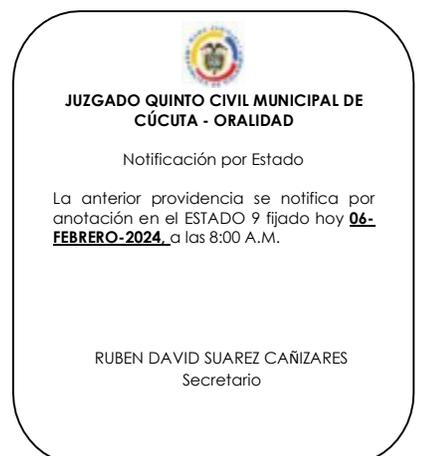 JUZGADO QUINTO CIVIL MUNICIPAL DE
CÚCUTA - ORALIDAD
Notificación por Estado
La anterior providencia se notifica por
anotación en el ESTADO 9 fijado hoy 06-
FEBRERO-2024, a las 8:00 A.M.
RUBEN DAVID SUAREZ CAÑIZARES
Secretario